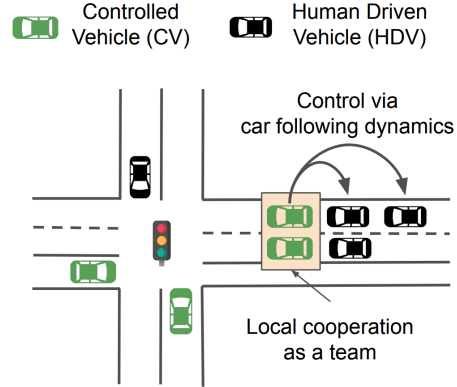 Controlled
Vehicle (CV)
Human Driven
Vehicle (HDV)
Control via
car following dynamics
Local cooperation
as a team